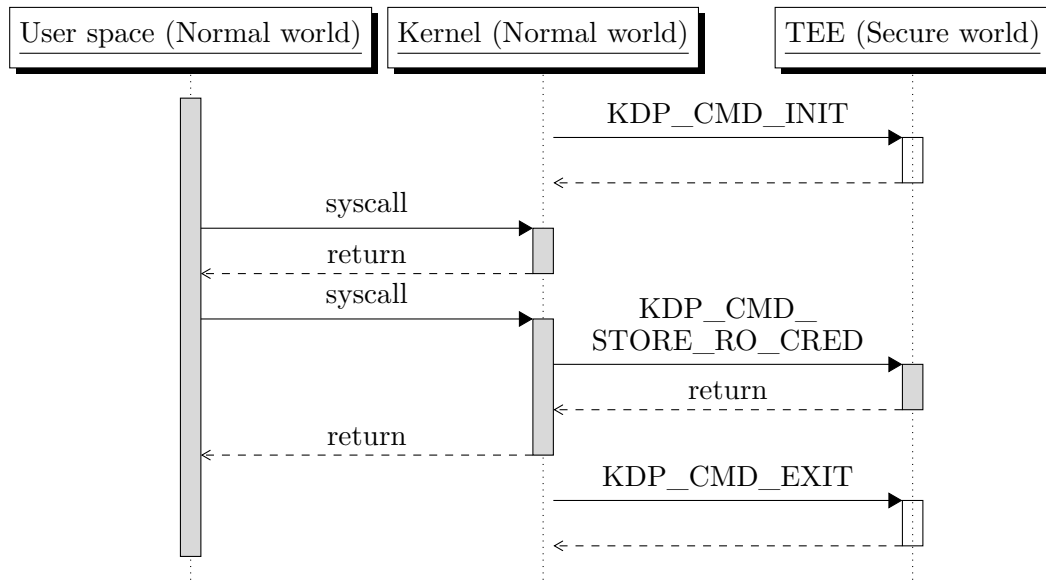 User space (Normal world)
Kernel (Normal world)
TEE (Secure world)
KDP_CMD_INIT
syscall
return
syscall
KDP_CMD_
STORE_RO_CRED
return
return
KDP_CMD_EXIT